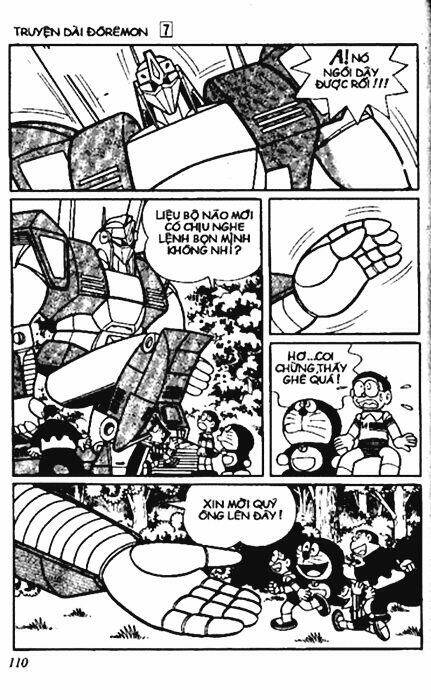 TRUYỆN DÀI ĐÔRÊMON 7
A! NÓ
NGỒI DẬY
ĐƯỢC RỒI!!!
LIỆU BỘ NÃO MỚI
CÓ CHỊU NGHE
LỆNH BỌN MÌNH
KHÔNG NHỈ?
HƠ...COI
CHỪNG, THẤY
GHÊ QUÁ!
XIN MỜI QUÝ
ÔNG LÊN ĐÂY!
110